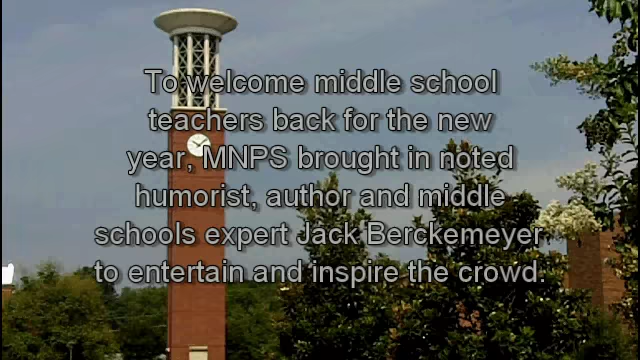 To welcome middle school
teachers back for the new
year, MNPS brought in noted
humorist, author and middle
schools expert Jack Berckemeyer
to entertain and inspire the crowd.